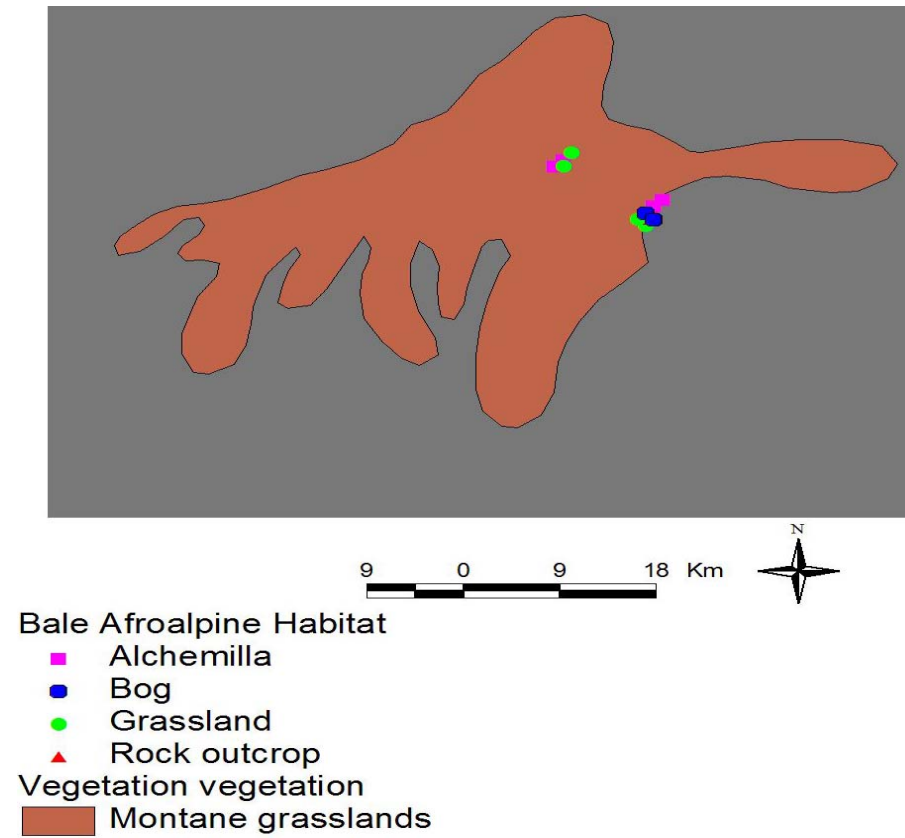 N
9 0 9 18 Km
Bale Afroalpine Habitat
Alchemilla
Bog
Grassland
Rock outcrop
Vegetation vegetation
Montane grasslands